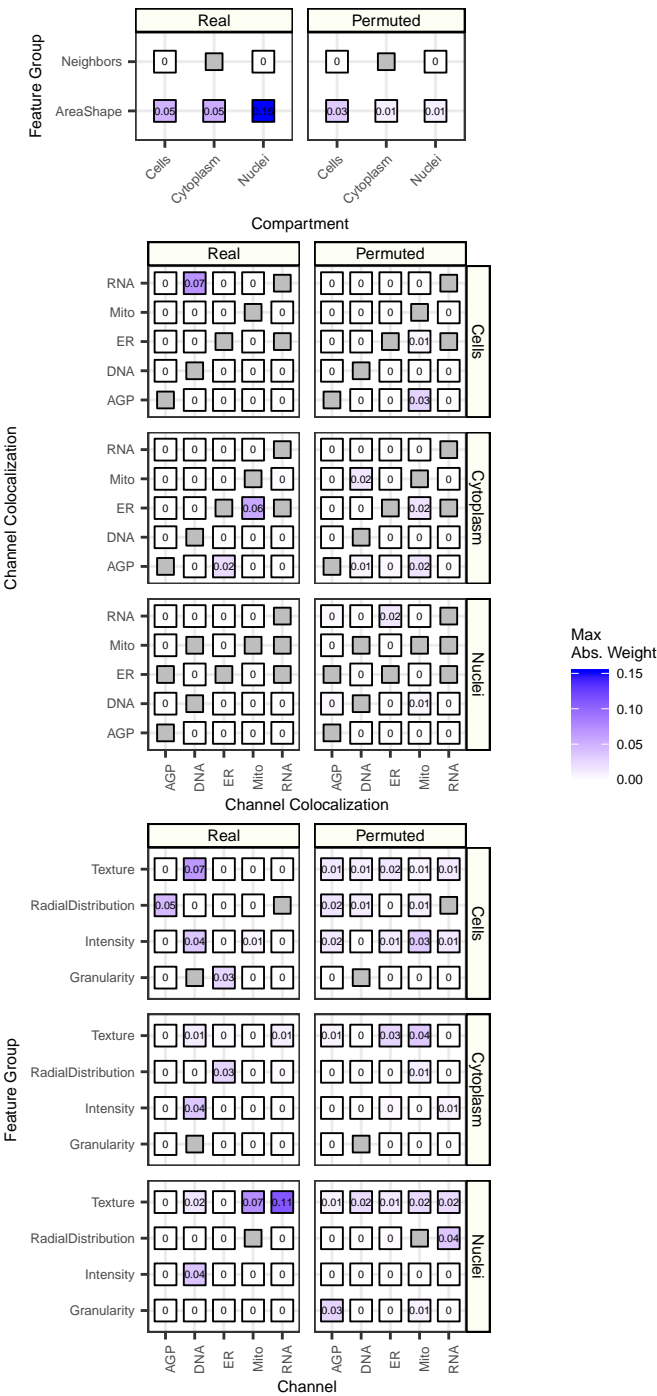 Real Permuted
Feature Group
Neighbors 0 0 0 0
AreaShape 0.05 0.05 0.15 0.03 0.01 0.01
Cells Cytoplasm Nuclei Cells Cytoplasm Nuclei
Compartment
Real Permuted
Channel Colocalization
RNA 0 0.07 0 0 0 0 0 0
Mito 0 0 0 0 0 0 0 0
ER 0 0 0 0 0 0.01
Cells
DNA 0 0 0 0 0 0 0 0
AGP 0 0 0 0 0 0 0.03 0
RNA 0 0 0 0 0 0 0 0
Mito 0 0 0 0 0 0.02 0 0
ER 0 0 0.06 0 0 0.02
Cytoplasm
DNA 0 0 0 0 0 0 0 0
AGP 0 0.02 0 0 0.01 0 0.02 0
RNA 0 0 0 0 0 0 0.02 0
Mito 0 0 0 0
ER 0 0 0 0
Nuclei
DNA 0 0 0 0 0 0 0.01 0
AGP 0 0 0 0 0 0 0 0
AGP DNA ER Mito RNA AGP DNA ER Mito RNA
Channel Colocalization
Max
Abs. Weight
0.15
0.10
0.05
0.00
Real Permuted
Feature Group
Texture 0 0.07 0 0 0 0.01 0.01 0.02 0.01 0.01
RadialDistribution 0.05 0 0 0 0.02 0.01 0 0.01
Cells
Intensity 0 0.04 0 0.01 0 0.02 0 0.01 0.03 0.01
Granularity 0 0.03 0 0 0 0 0 0
Texture 0 0.01 0 0 0.01 0.01 0 0.03 0.04 0
RadialDistribution 0 0 0.03 0 0 0 0 0 0.01 0
Cytoplasm
Intensity 0 0.04 0 0 0 0 0 0 0 0.01
Granularity 0 0 0 0 0 0 0 0
Texture 0 0.02 0 0.07 0.11 0.01 0.02 0.01 0.02 0.02
RadialDistribution 0 0 0 0 0 0 0 0.04
Nuclei
Intensity 0 0.04 0 0 0 0 0 0 0 0
Granularity 0 0 0 0 0 0.03 0 0 0.01 0
AGP DNA ER Mito RNA AGP DNA ER Mito RNA
Channel